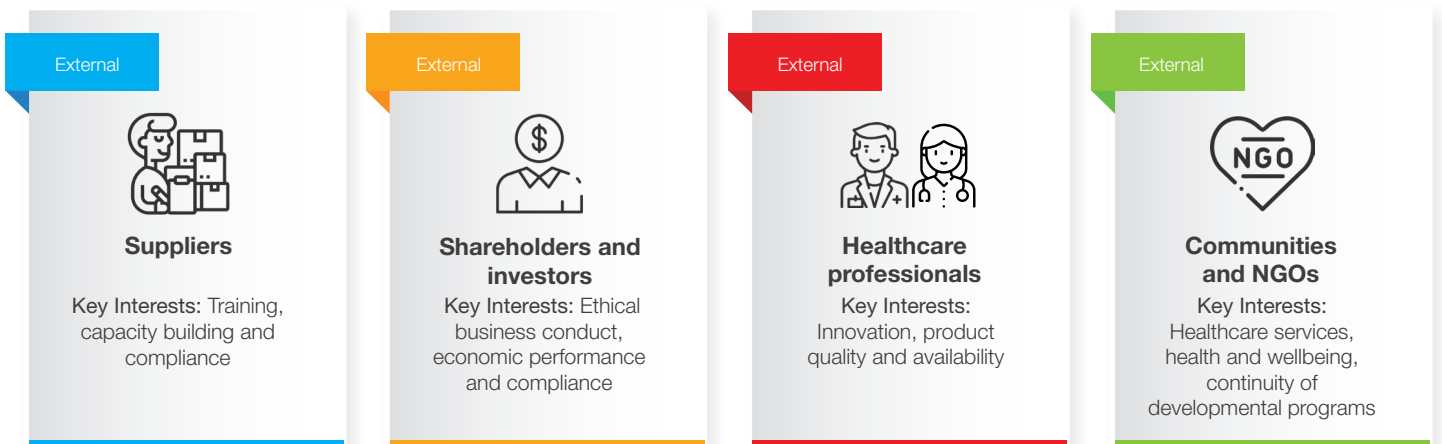 External
Suppliers
Key Interests: Training,
capacity building and
compliance
External
$
Shareholders and
investors
Key Interests: Ethical
business conduct,
economic performance
and compliance
External
Healthcare
professionals
Key Interests:
Innovation, product
quality and availability
External
NGO
Communities
and NGOs
Key Interests:
Healthcare services,
health and wellbeing,
continuity of
developmental programs